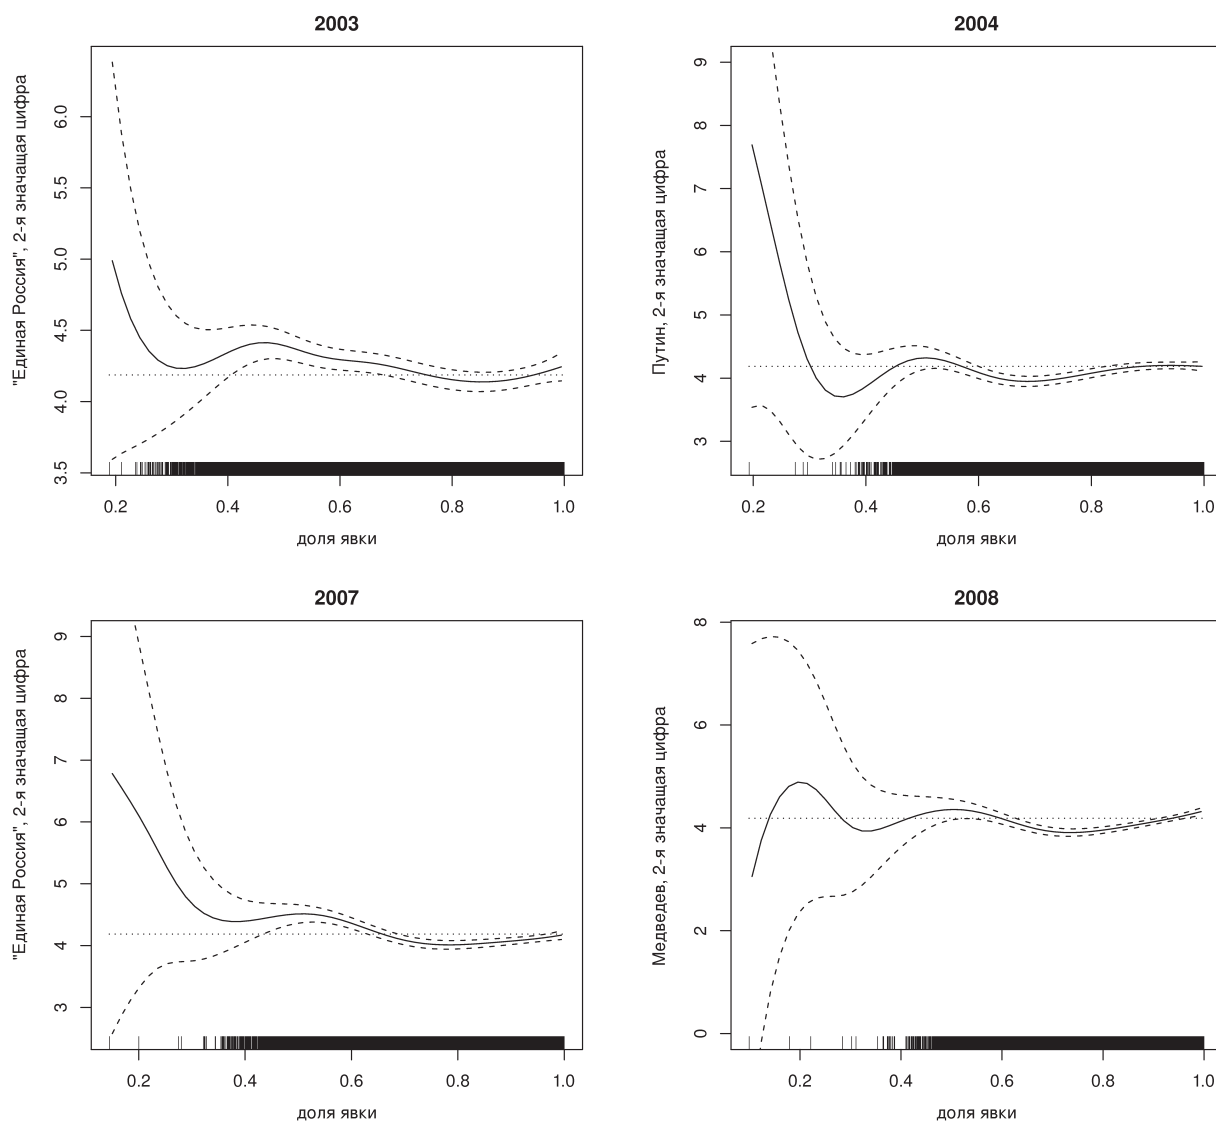 2003
"Единая Россия", 2-я значащая цифра
6.0
5.5
5.0
4.5
4.0
3.5
0.2 0.4 0.6 0.8 1.0
доля явки
2004
Путин, 2-я значащая цифра
9
8
7
6
5
4
3
0.2 0.4 0.6 0.8 1.0
доля явки
2007
"Единая Россия", 2-я значащая цифра
9
8
7
6
5
4
3
0.2 0.4 0.6 0.8 1.0
доля явки
2008
Медведев, 2-я значащая цифра
8
6
4
2
0
0.2 0.4 0.6 0.8 1.0
доля явки